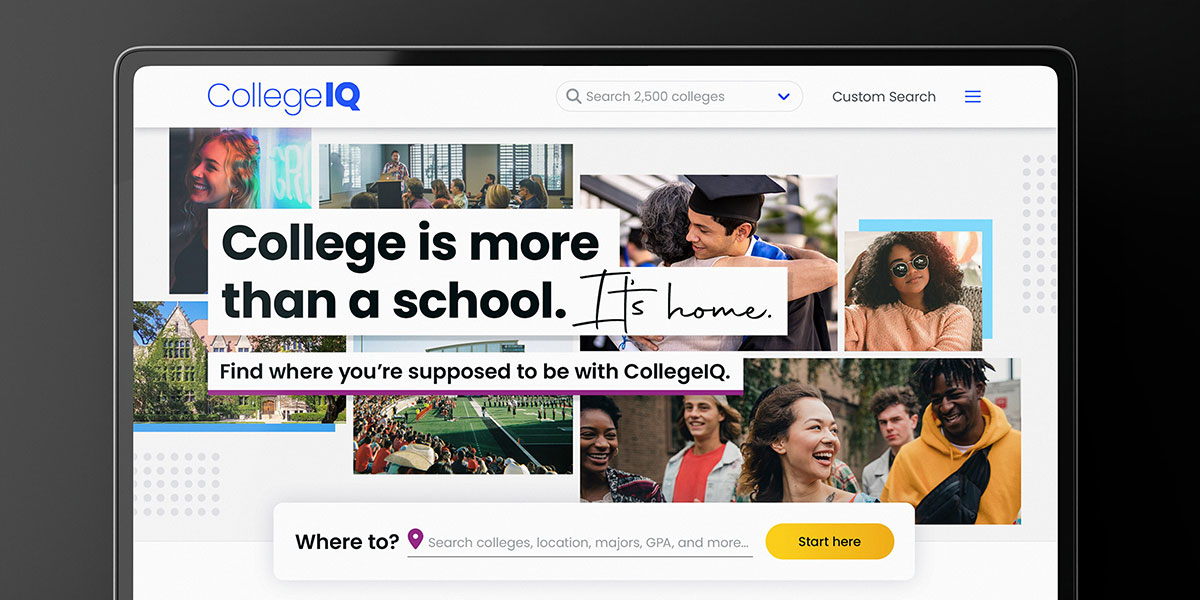 CollegeIQ
Search 2,500 colleges
Custom Search
College is more
than a school. It's home.
Find where you’re supposed to be with CollegeIQ.
Where to?
Search colleges, location, majors, GPA, and more...
Start here